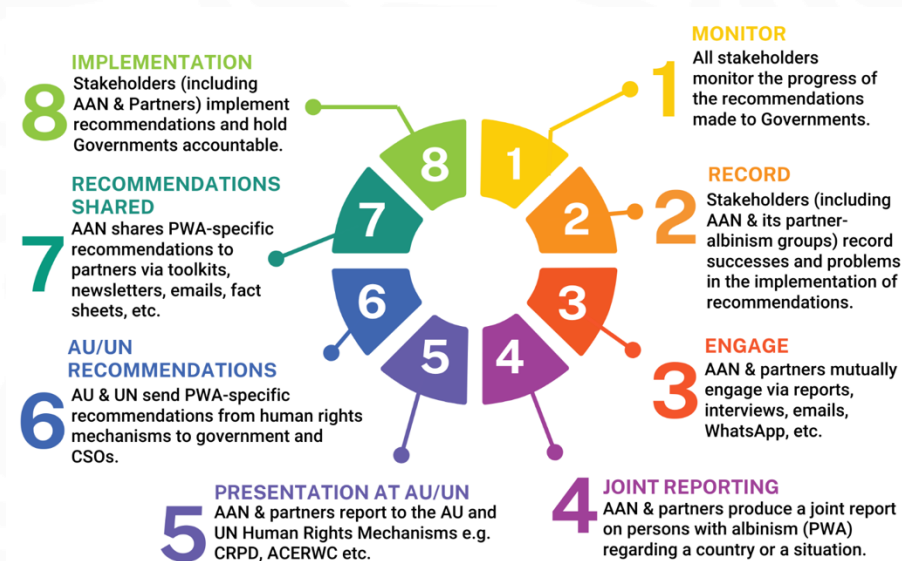 MONITOR
1
All stakeholders
monitor the progress of
the recommendations
made to Governments.
RECORD
2
Stakeholders (including
AAN & its partner-
albinism groups) record
successes and problems
in the implementation of
recommendations.
ENGAGE
3
AAN & partners mutually
engage via reports,
interviews, emails,
WhatsApp, etc.
JOINT REPORTING
4
AAN & partners produce a joint report
on persons with albinism (PWA)
regarding a country or a situation.
PRESENTATION AT AU/UN
5
AAN & partners report to the AU and
UN Human Rights Mechanisms e.g.
CRPD, ACERWC etc.
AU/UN
RECOMMENDATIONS
6
AU & UN send PWA-specific
recommendations from human rights
mechanisms to government and
CSOs.
RECOMMENDATIONS
SHARED
7
AAN shares PWA-specific
recommendations to
partners via toolkits,
newsletters, emails, fact
sheets, etc.
IMPLEMENTATION
8
Stakeholders (including
AAN & Partners) implement
recommendations and hold
Governments accountable.
1
2
3
4
5
6
7
8